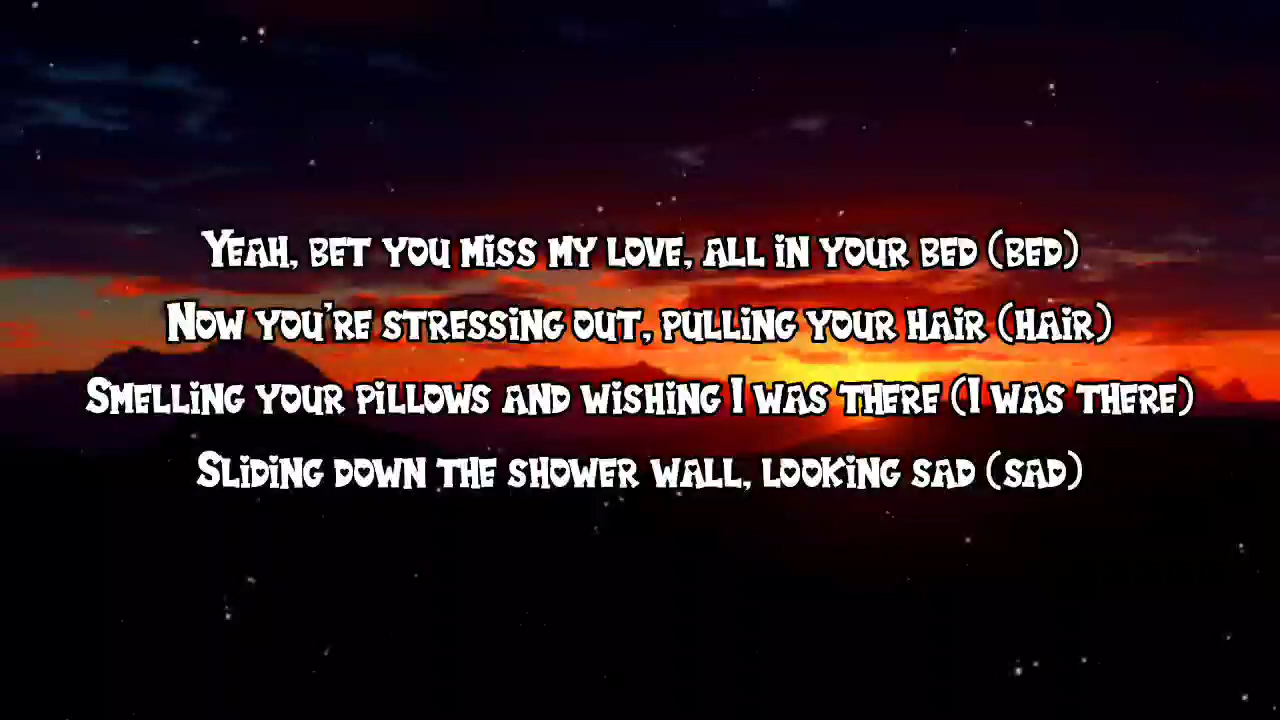 Yeah, bet you miss my love, all in your bed (bed)
Now you're stressing out, pulling your hair (hair)
Smelling your pillows and wishing I was there (I was there)
Sliding down the shower wall, looking sad (sad)